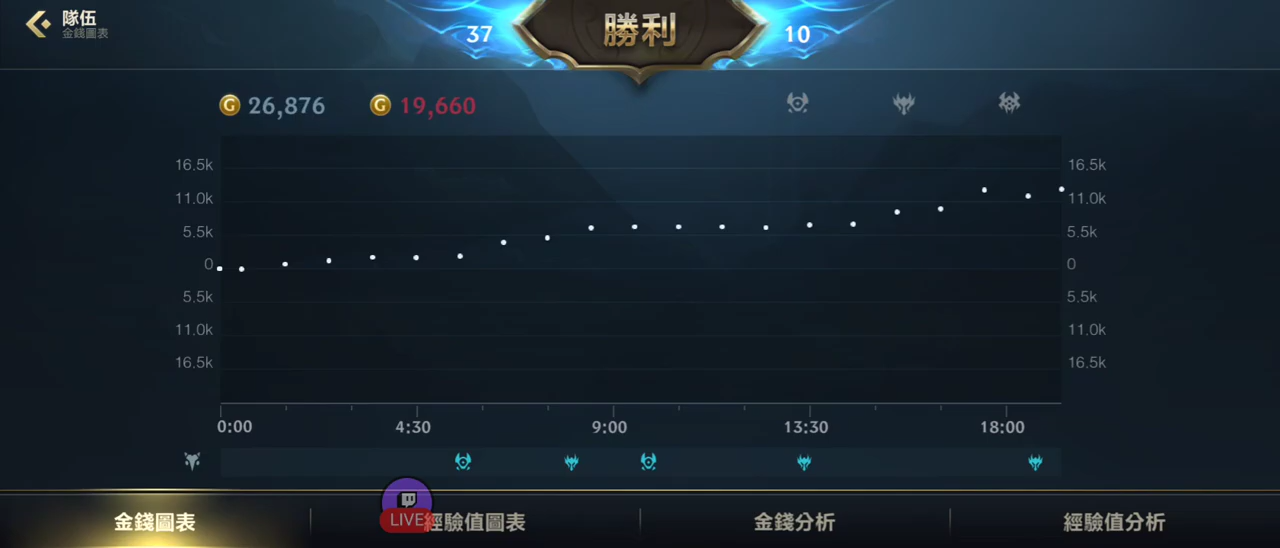 隊伍
金錢圖表
37
勝利
10
G 26,876
G 19,660
16.5k
16.5k
11.0k
11.0k
5.5k
5.5k
0
0
5.5k
5.5k
11.0k
11.0k
16.5k
16.5k
0:00
4:30
9:00
13:30
18:00
金錢圖表
LIVE
經驗值圖表
金錢分析
經驗值分析